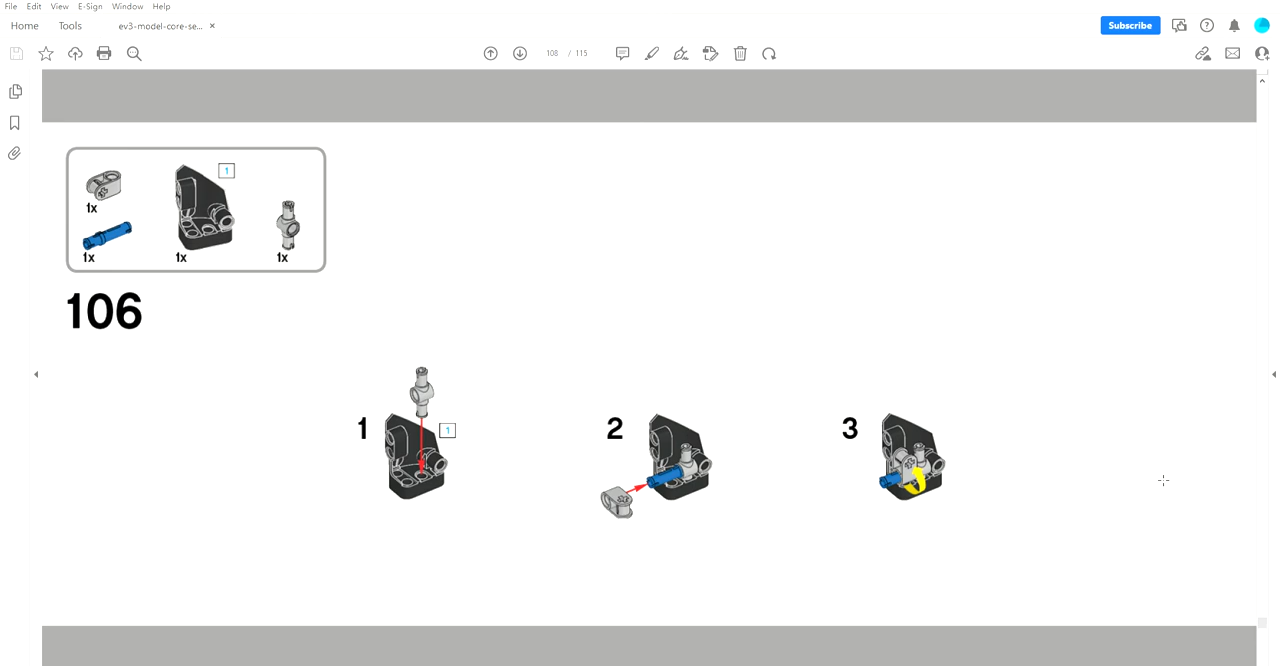 File Edit View E-Sign Window Help
Home Tools ev3-model-core-se... ×
Subscribe
108 / 115
1
1x
1x 1x 1x
106
1 1 2 3